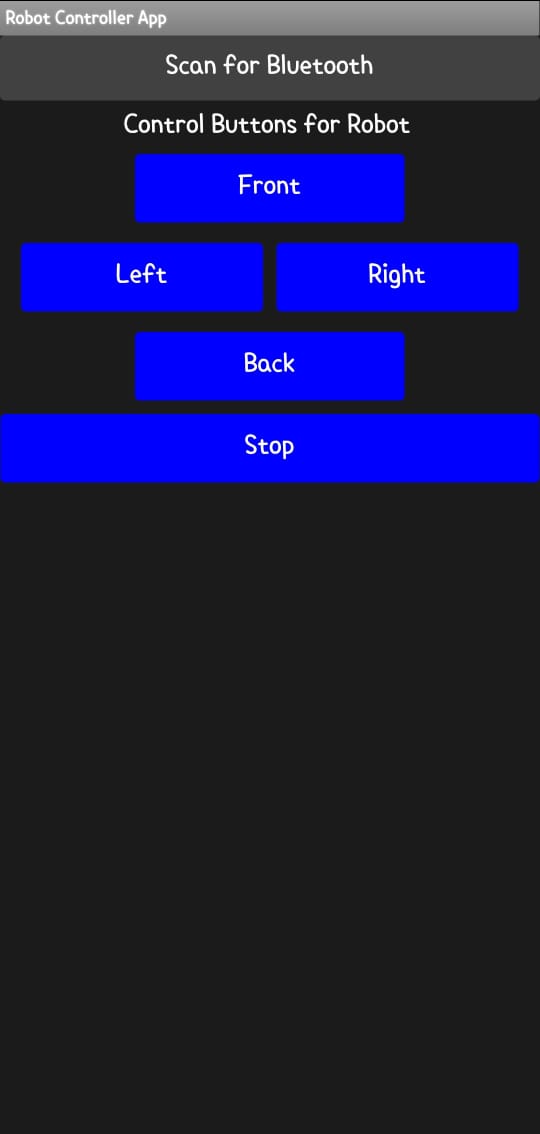 Robot Controller App
Scan for Bluetooth
Control Buttons for Robot
Front
Left Right
Back
Stop